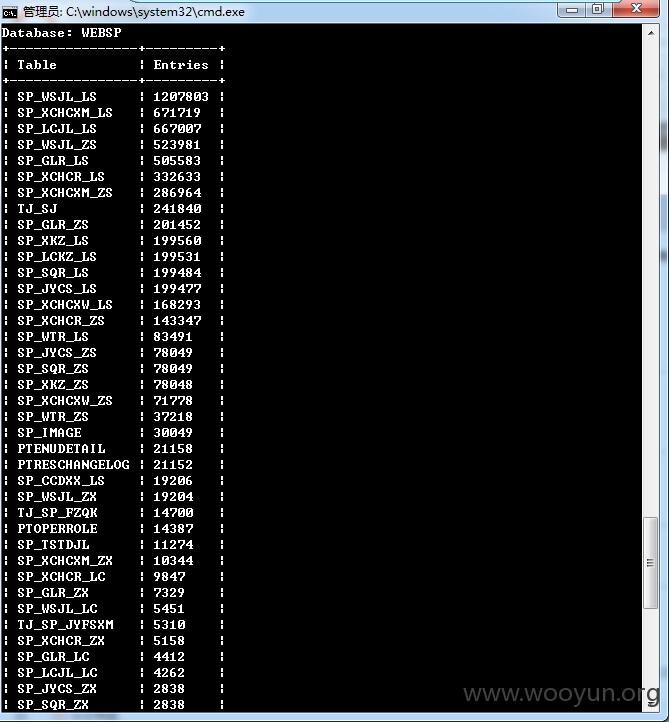 管理员: C:\windows\system32\cmd.exe
Database: WEBSP
Table | Entries
SP_WSJL_LS | 1207803
SP_XCHCXM_LS | 671719
SP_LCJL_LS | 667007
SP_WSJL_ZS | 523981
SP_GLR_LS | 505583
SP_XCHCR_LS | 332633
SP_XCHCXM_ZS | 286964
TJ_SJ | 241840
SP_GLR_ZS | 201452
SP_XKZ_LS | 199560
SP_LCKZ_LS | 199531
SP_SQR_LS | 199484
SP_JYCS_LS | 199477
SP_XCHCXW_LS | 168293
SP_XCHCR_ZS | 143347
SP_WTR_LS | 83491
SP_JYCS_ZS | 78049
SP_SQR_ZS | 78049
SP_XKZ_ZS | 78048
SP_XCHCXW_ZS | 71778
SP_WTR_ZS | 37218
SP_IMAGE | 30049
PTENUDETAIL | 21158
PTRESCHANGELOG | 21152
SP_CCDXX_LS | 19206
SP_WSJL_ZX | 19204
TJ_SP_FZQK | 14700
PTOPERROLE | 14387
SP_TSTDJL | 11274
SP_XCHCXM_ZX | 10344
SP_XCHCR_LC | 9847
SP_GLR_ZX | 7329
SP_WSJL_LC | 5451
TJ_SP_JYFSXM | 5310
SP_XCHCR_ZX | 5158
SP_GLR_LC | 4412
SP_LCJL_LC | 4262
SP_JYCS_ZX | 2838
SP_SQR_ZX | 2838
www.wooyun.org